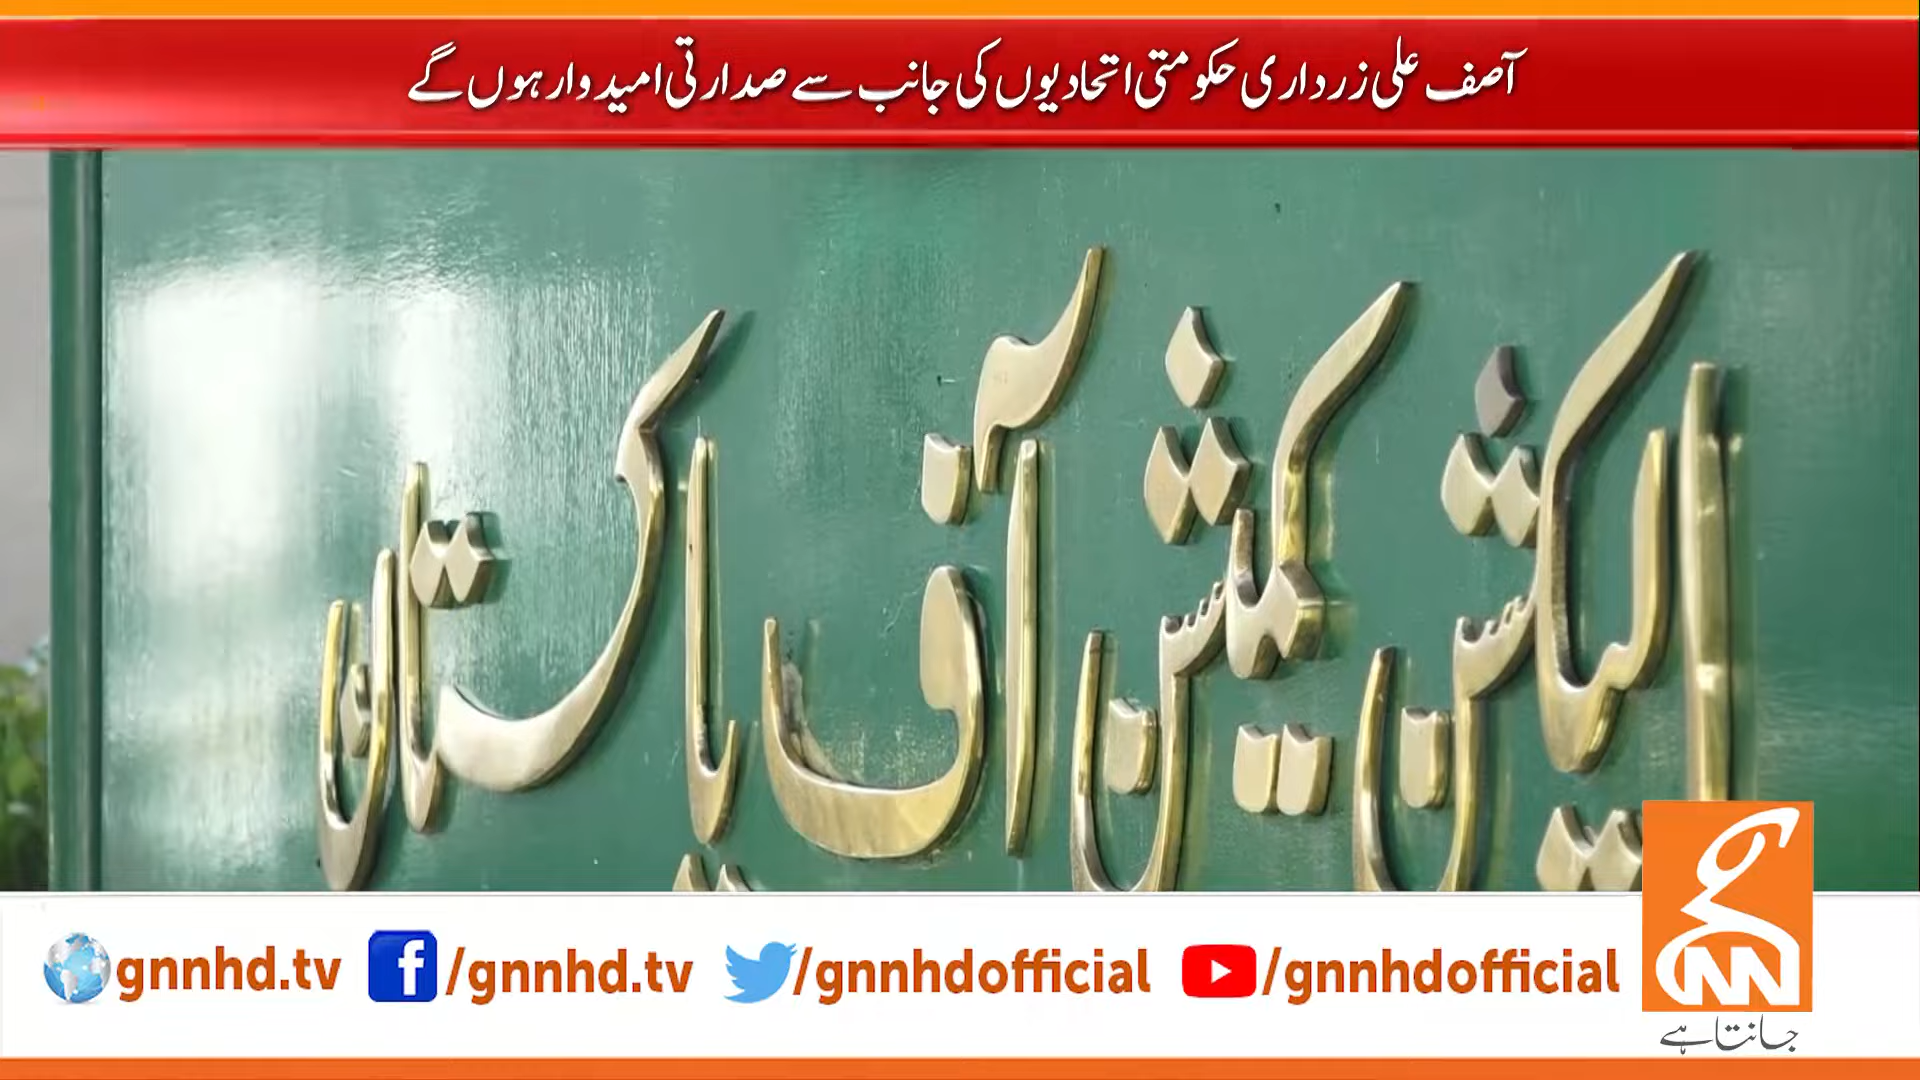 آصف علی زرداری حکومتی اتحادیوں کی جانب سے صدارتی امیدوار ہوں گے
الیکشن کمیشن آف پاکستان
gnnhd.tv /gnnhd.tv /gnnhdofficial /gnnhdofficial
GNN
جانتا ہے